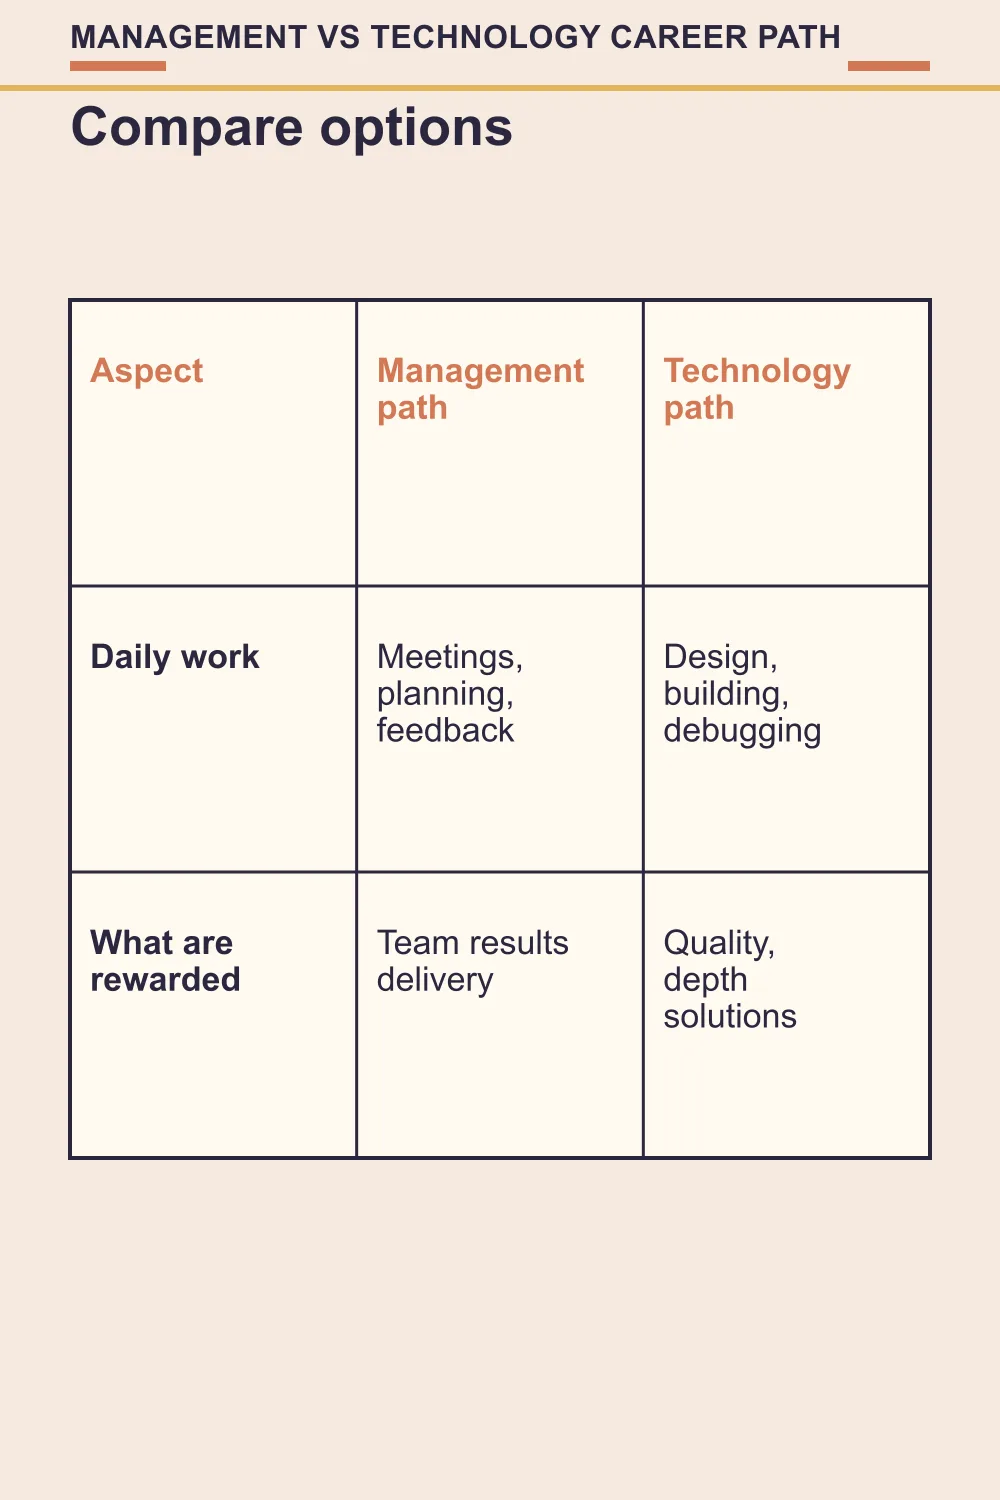 MANAGEMENT VS TECHNOLOGY CAREER PATH
Compare options
Aspect
Management
path
Technology
path
Daily work
Meetings,
planning,
feedback
Design,
building,
debugging
What are
rewarded
Team results
delivery
Quality,
depth
solutions